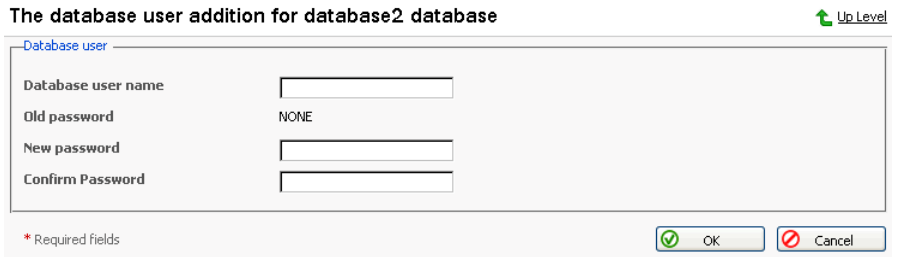 The database user addition for database2 database
Up Level
Database user
Database user name
Old password NONE
New password
Confirm Password
* Required fields
OK
Cancel